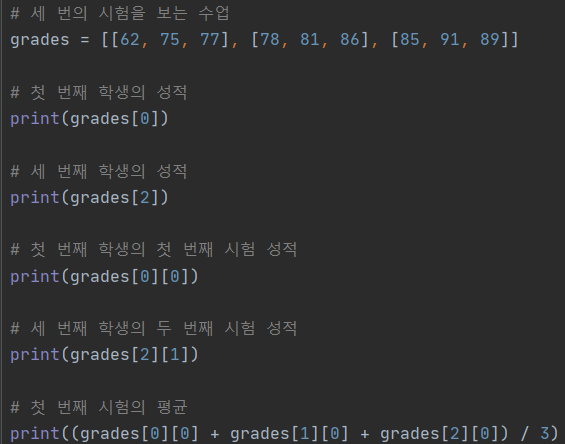 # 세 번의 시험을 보는 수업
grades = [[62, 75, 77], [78, 81, 86], [85, 91, 89]]
# 첫 번째 학생의 성적
print(grades[0])
# 세 번째 학생의 성적
print(grades[2])
# 첫 번째 학생의 첫 번째 시험 성적
print(grades[0][0])
# 세 번째 학생의 두 번째 시험 성적
print(grades[2][1])
# 첫 번째 시험의 평균
print((grades[0][0] + grades[1][0] + grades[2][0]) / 3)